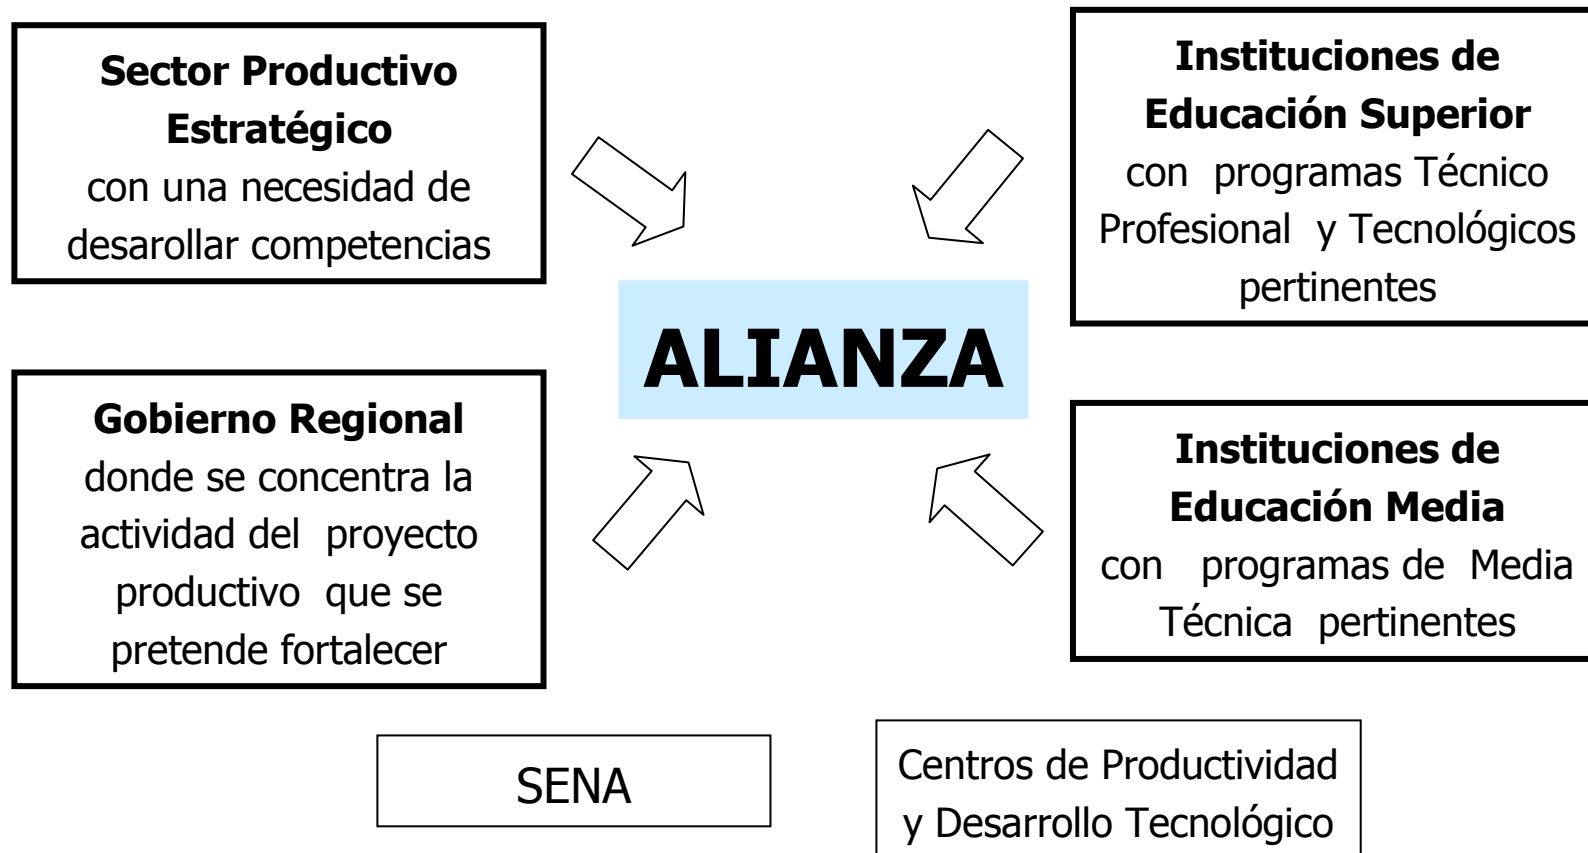 Sector Productivo
Estratégico
con una necesidad de
desarollar competencias
Instituciones de
Educación Superior
con programas Técnico
Profesional y Tecnológicos
pertinentes
ALIANZA
Gobierno Regional
donde se concentra la
actividad del proyecto
productivo que se
pretende fortalecer
Instituciones de
Educación Media
con programas de Media
Técnica pertinentes
SENA
Centros de Productividad
y Desarrollo Tecnológico